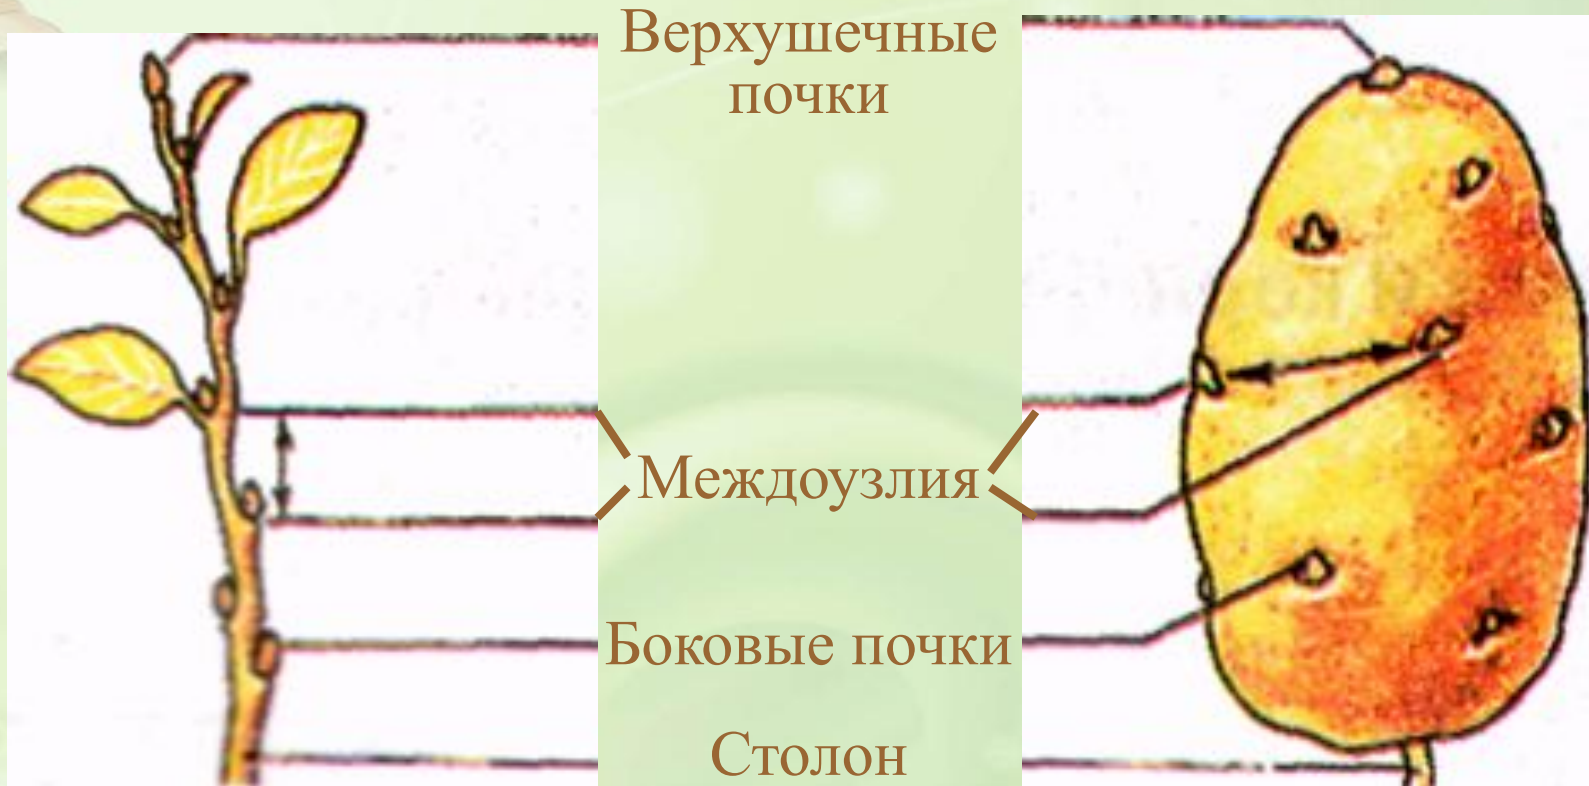 Верхушечные
почки
Междоузлия
Боковые почки
Столон